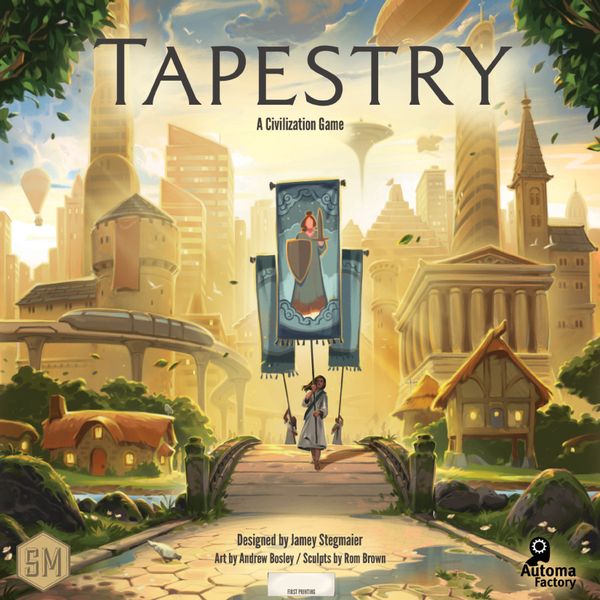 TAPESTRY
A Civilization Game
Designed by Jamey Stegmaier
Art by Andrew Bosley / Sculpts by Rom Brown
SM
Automa
Factory
FIRST PRINTING